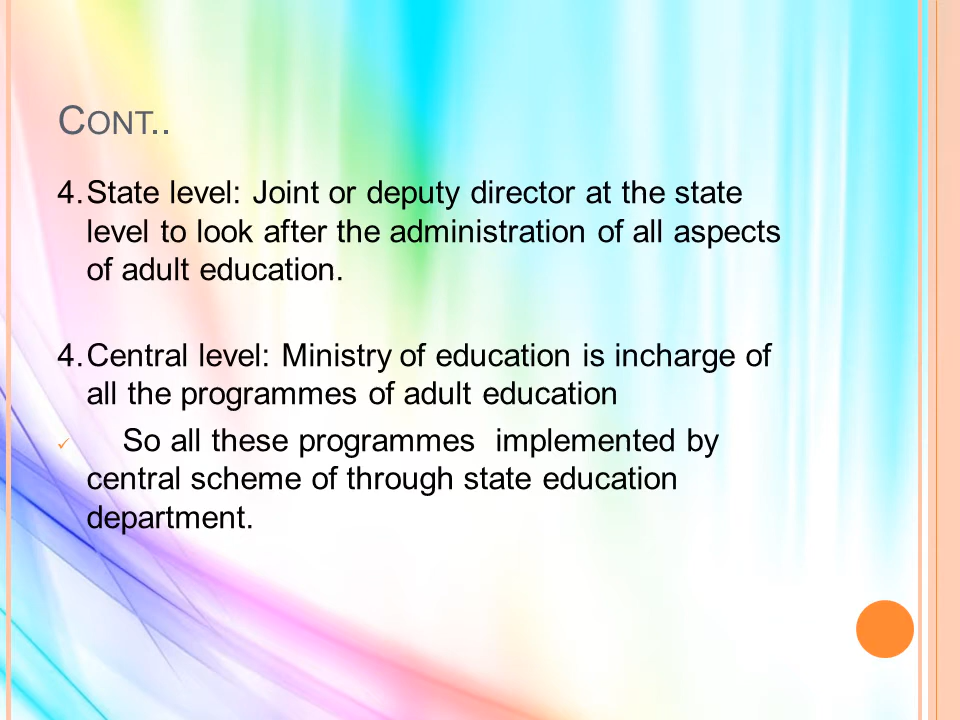 CONT..
4. State level: Joint or deputy director at the state
level to look after the administration of all aspects
of adult education.
4. Central level: Ministry of education is incharge of
all the programmes of adult education
✓ So all these programmes implemented by
central scheme of through state education
department.